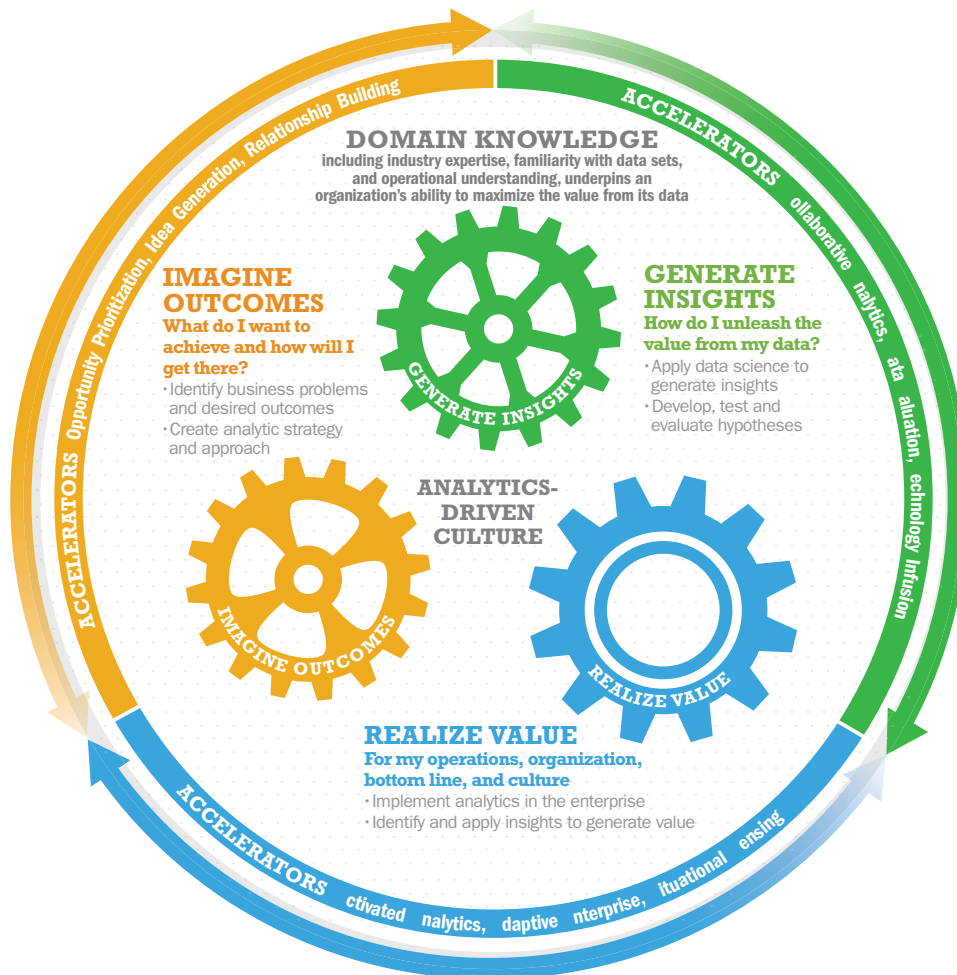 ACCELERATORS Opportunity Prioritization, Idea Generation, Relationship Building
ACCELERATORS ollaborative nalytics, ata aluation, echnology Infusion
DOMAIN KNOWLEDGE
including industry expertise, familiarity with data sets,
and operational understanding, underpins an
organization's ability to maximize the value from its data
IMAGINE
OUTCOMES
What do I want to
achieve and how will I
get there?
·Identify business problems
and desired outcomes
·Create analytic strategy
and approach
GENERATE
INSIGHTS
How do I unleash the
value from my data?
·Apply data science to
generate insights
·Develop, test and
evaluate hypotheses
GENERATE INSIGHTS
ANALYTICS-
DRIVEN
CULTURE
IMAGINE OUTCOMES
REALIZE VALUE
REALIZE VALUE
For my operations, organization,
bottom line, and culture
·Implement analytics in the enterprise
·Identify and apply insights to generate value
ACCELERATORS ctivated nalytics, daptive nterprise, ituational ensing